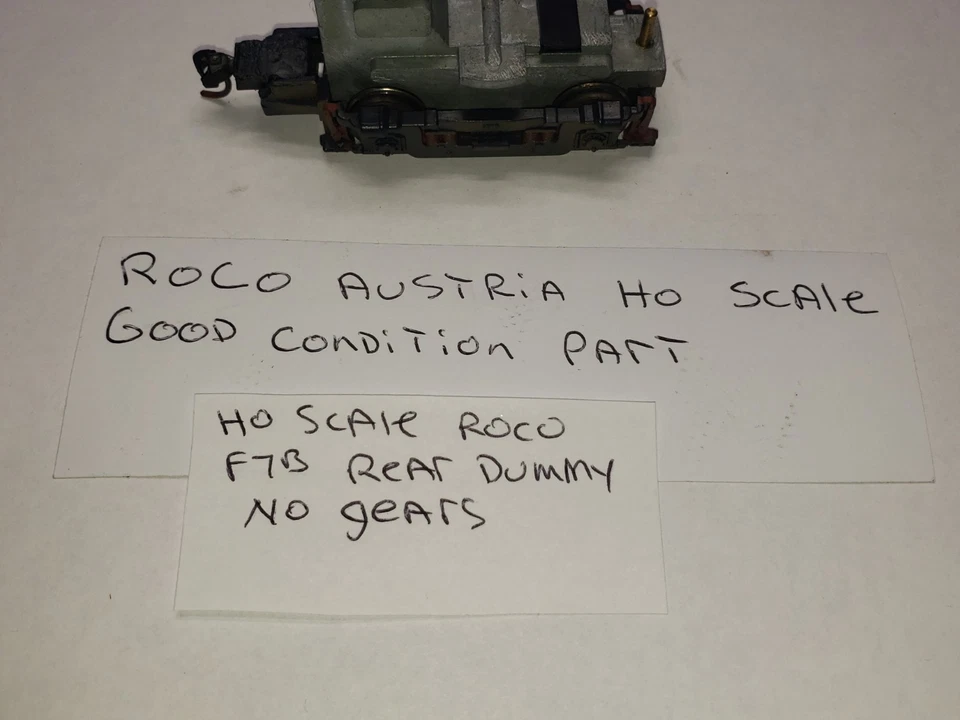 ROCO AUSTRiA HO SCAle
GOOD CONDiTiON PART
HO SCAle ROCO
F7B ReAr Dummy
NO geArs